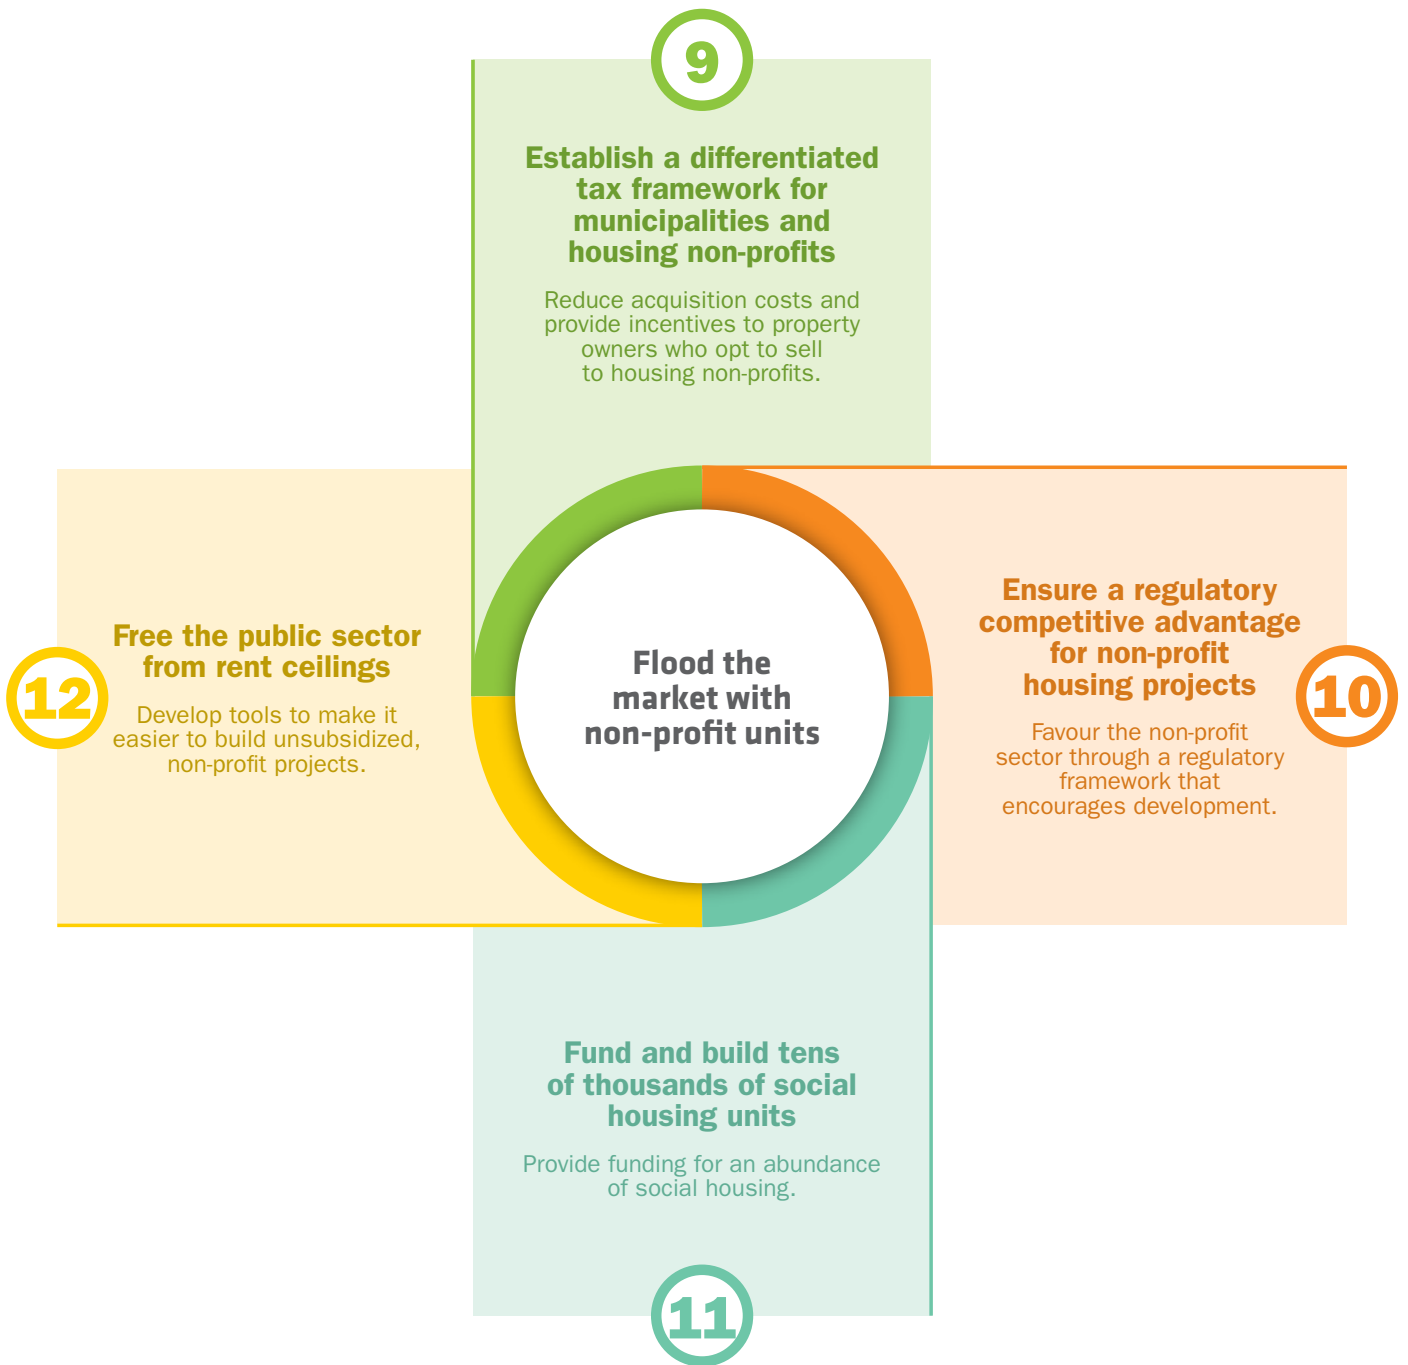 9
Establish a differentiated
tax framework for
municipalities and
housing non-profits
Reduce acquisition costs and
provide incentives to property
owners who opt to sell
to housing non-profits.
Flood the
market with
non-profit units
10
Ensure a regulatory
competitive advantage
for non-profit
housing projects
Favour the non-profit
sector through a regulatory
framework that
encourages development.
11
Fund and build tens
of thousands of social
housing units
Provide funding for an abundance
of social housing.
12
Free the public sector
from rent ceilings
Develop tools to make it
easier to build unsubsidized,
non-profit projects.